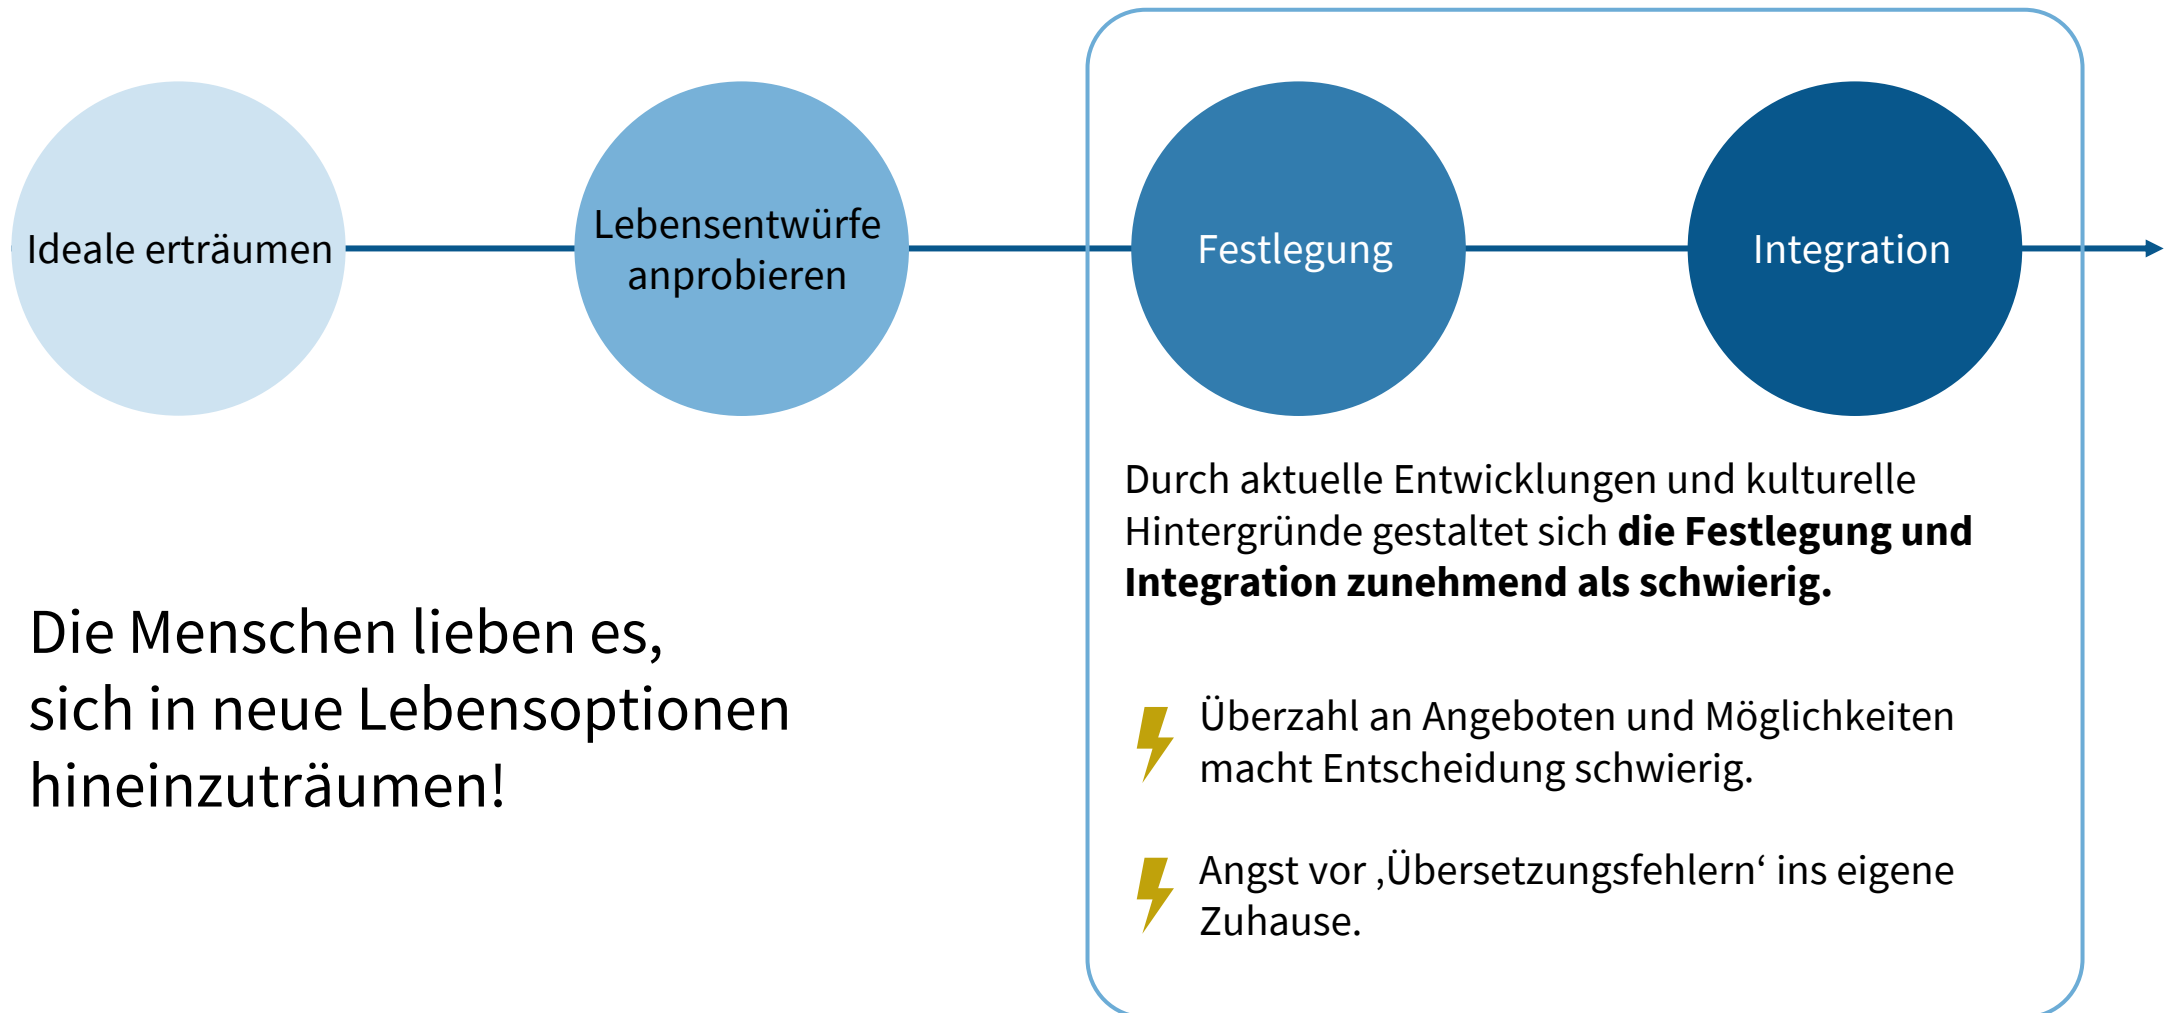 Ideale erträumen
Lebensentwürfe
anprobieren
Festlegung
Integration
Die Menschen lieben es,
sich in neue Lebensoptionen
hineinzuträumen!
Durch aktuelle Entwicklungen und kulturelle
Hintergründe gestaltet sich die Festlegung und
Integration zunehmend als schwierig.
Überzahl an Angeboten und Möglichkeiten
macht Entscheidung schwierig.
Angst vor ‚Übersetzungsfehlern‘ ins eigene
Zuhause.